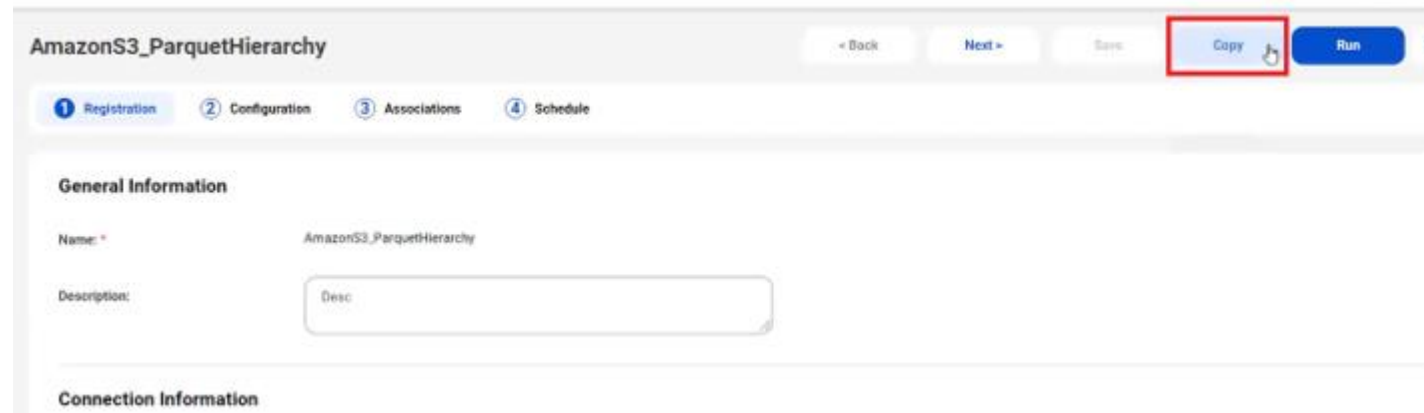 AmazonS3_ParquetHierarchy
< Back
Next >
Save
Copy
Run
1 Registration
2 Configuration
3 Associations
4 Schedule
General Information
Name: *
AmazonS3_ParquetHierarchy
Description:
Desc
Connection Information